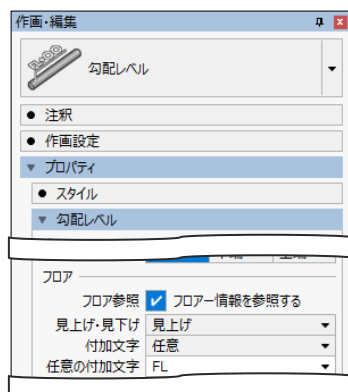 作画・編集
勾配レベル
● 注釈
● 作画設定
▼ プロパティ
● スタイル
▼ 勾配レベル
フロア
フロア参照 フロアー情報を参照する
見上げ・見下げ 見上げ
付加文字 任意
任意の付加文字 FL